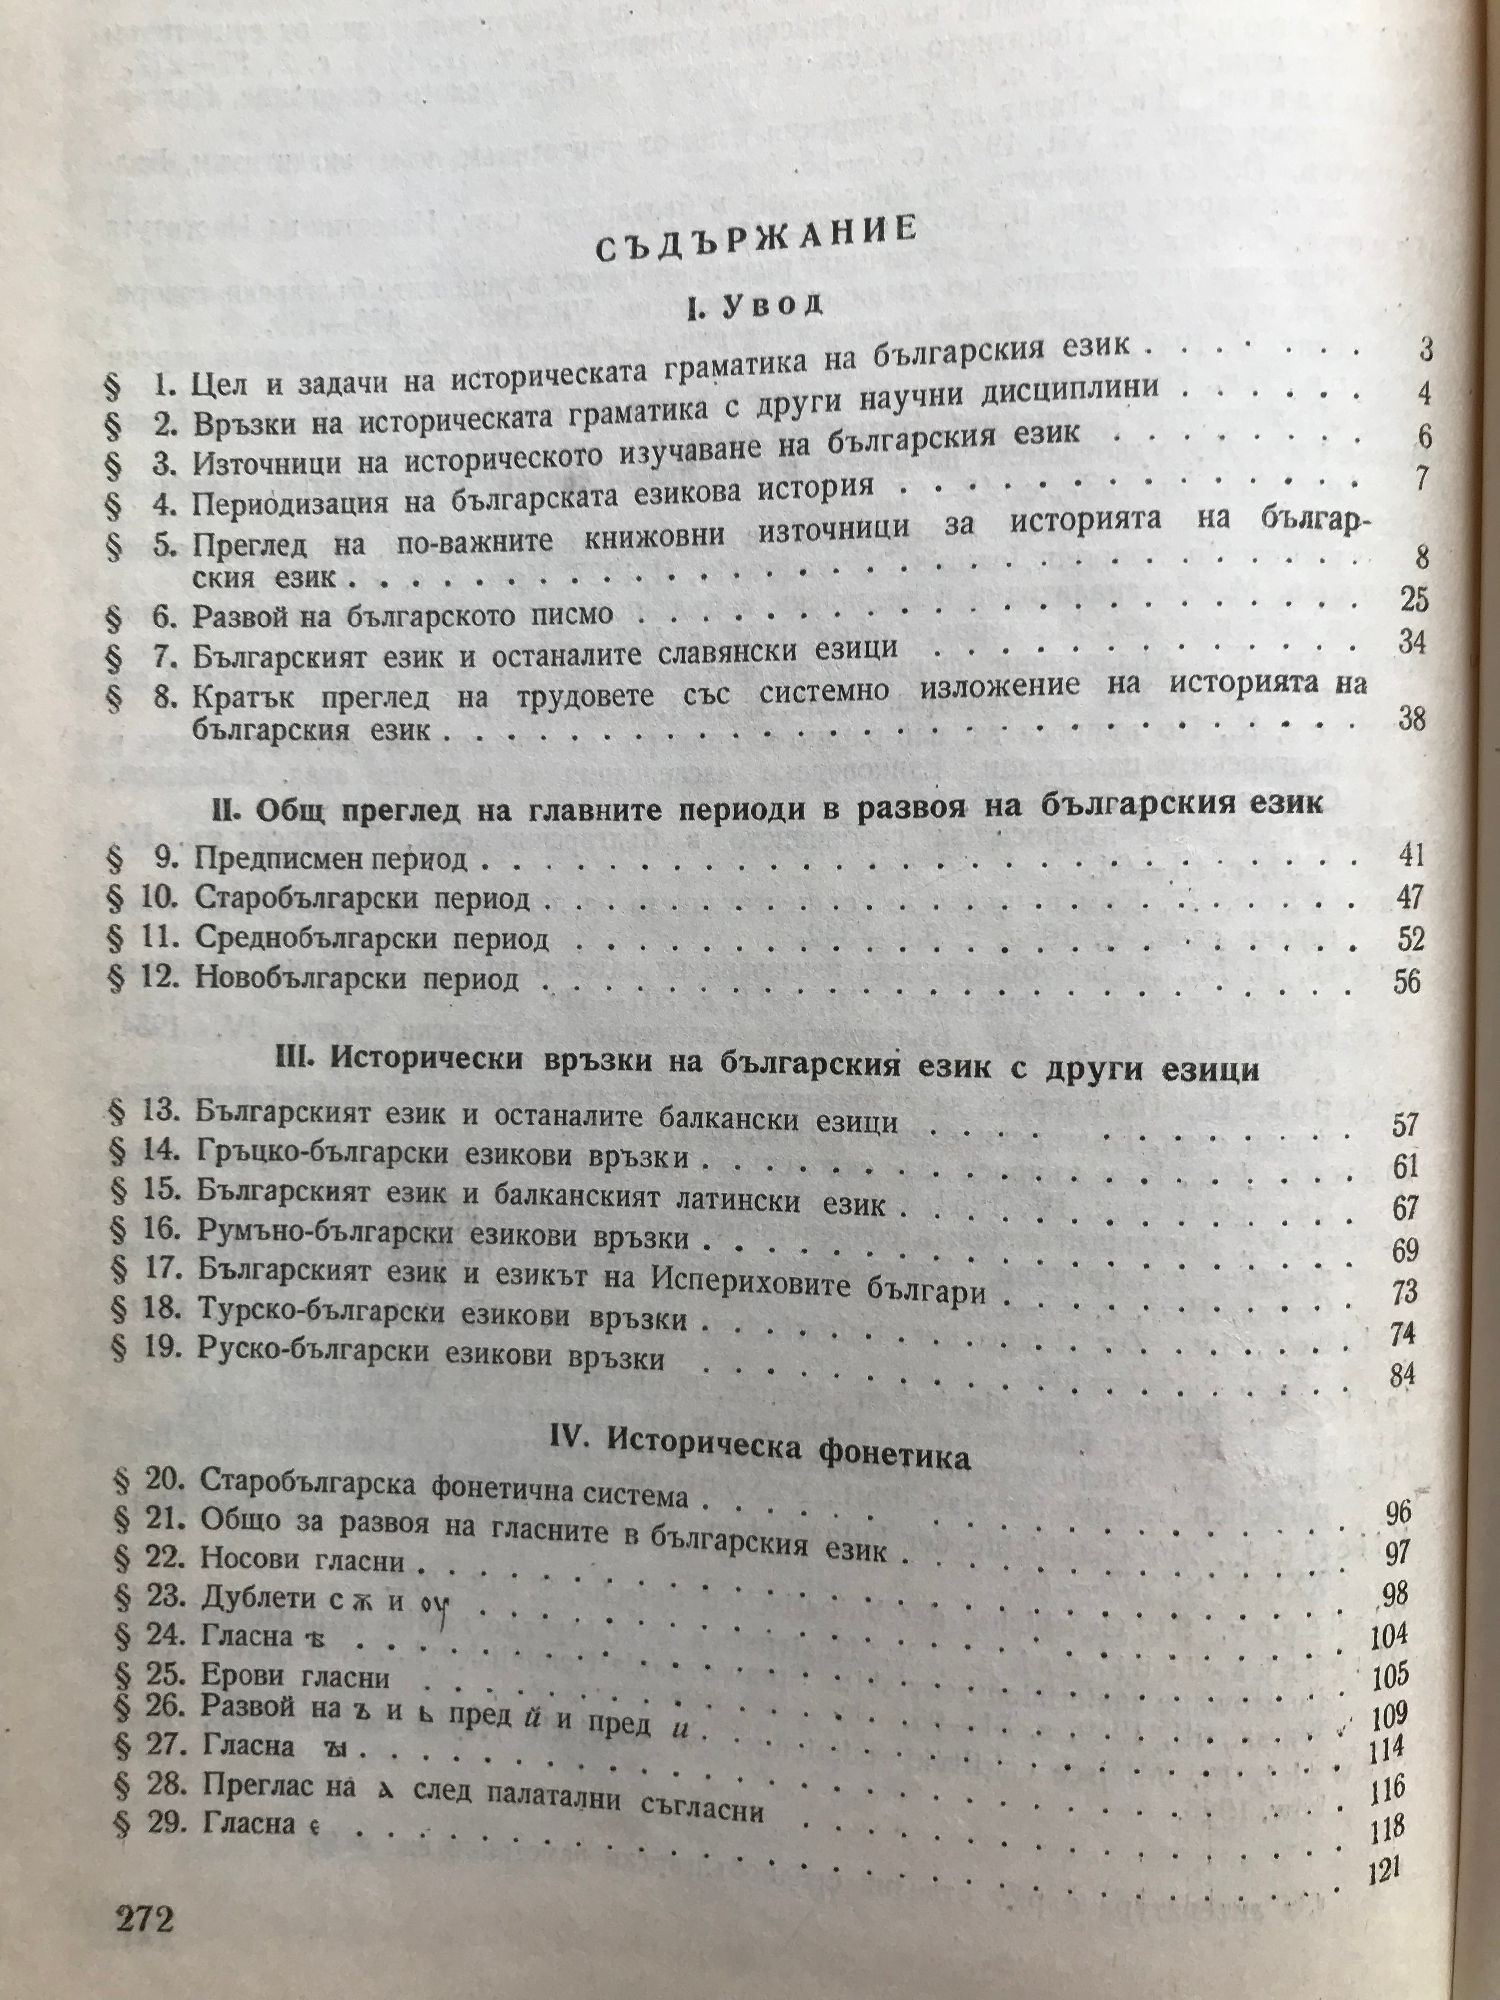 СЪДЪРЖАНИЕ
I. Увод
§ 1. Цел и задачи на историческата граматика на българския език . . . . . . . 3
§ 2. Връзки на историческата граматика с други научни дисциплини . . . . . . 4
§ 3. Източници на историческото изучаване на българския език . . . . . . . . 6
§ 4. Периодизация на българската езикова история . . . . . . . . . . . . . . 7
§ 5. Преглед на по-важните книжовни източници за историята на българ-
ския език . . . . . . . . . . . . . . . . . . . . . . . . . . . . . . . . 8
§ 6. Развой на българското писмо . . . . . . . . . . . . . . . . . . . . . . 25
§ 7. Българският език и останалите славянски езици . . . . . . . . . . . . . 34
§ 8. Кратък преглед на трудовете със системно изложение на историята на
българския език . . . . . . . . . . . . . . . . . . . . . . . . . . . . . 38
II. Общ преглед на главните периоди в развоя на българския език
§ 9. Предписмен период . . . . . . . . . . . . . . . . . . . . . . . . . . . 41
§ 10. Старобългарски период . . . . . . . . . . . . . . . . . . . . . . . . . 47
§ 11. Среднобългарски период . . . . . . . . . . . . . . . . . . . . . . . . 52
§ 12. Новобългарски период . . . . . . . . . . . . . . . . . . . . . . . . . 56
III. Исторически връзки на българския език с други езици
§ 13. Българският език и останалите балкански езици . . . . . . . . . . . . 57
§ 14. Гръцко-български езикови връзки . . . . . . . . . . . . . . . . . . . . 61
§ 15. Българският език и балканският латински език . . . . . . . . . . . . . 67
§ 16. Румъно-български езикови връзки . . . . . . . . . . . . . . . . . . . . 69
§ 17. Българският език и езикът на Испериховите българи . . . . . . . . . . 73
§ 18. Турско-български езикови връзки . . . . . . . . . . . . . . . . . . . . 74
§ 19. Руско-български езикови връзки . . . . . . . . . . . . . . . . . . . . 84
IV. Историческа фонетика
§ 20. Старобългарска фонетична система . . . . . . . . . . . . . . . . . . . 96
§ 21. Общо за развоя на гласните в българския език . . . . . . . . . . . . . 97
§ 22. Носови гласни . . . . . . . . . . . . . . . . . . . . . . . . . . . . . 98
§ 23. Дублети с ѫ и оу . . . . . . . . . . . . . . . . . . . . . . . . . . . 104
§ 24. Гласна ѣ . . . . . . . . . . . . . . . . . . . . . . . . . . . . . . . 105
§ 25. Ерови гласни . . . . . . . . . . . . . . . . . . . . . . . . . . . . . 109
§ 26. Развой на ъ и ь пред й и пред и . . . . . . . . . . . . . . . . . . . . 114
§ 27. Гласна ꙑ . . . . . . . . . . . . . . . . . . . . . . . . . . . . . . . 116
§ 28. Преглас на а след палатални съгласни . . . . . . . . . . . . . . . . . 118
§ 29. Гласна є . . . . . . . . . . . . . . . . . . . . . . . . . . . . . . . 121
272